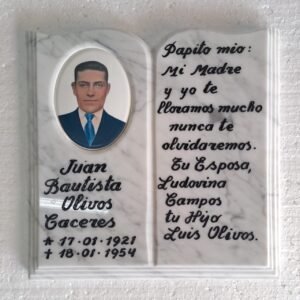 Juan
Bautista
Olivos
Caceres
★ 17·01·1921
✝ 18·01·1954
Papito mio:
Mi Madre
y yo te
lloramos mucho
nunca te
olvidaremos.
Tu Esposa,
Ludovina
Campos
tu Hijo
Luis Olivos.